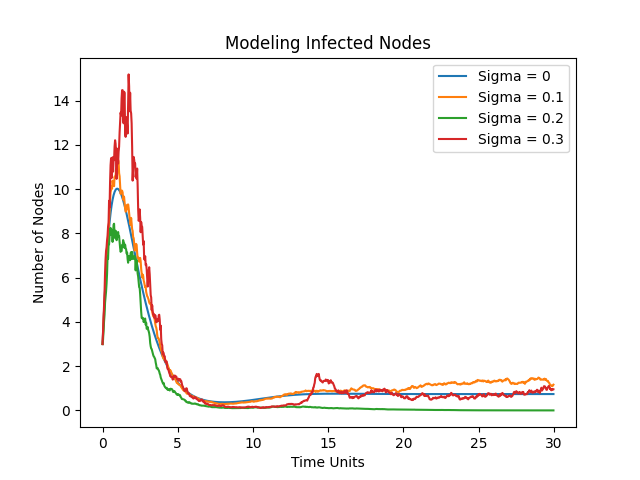 Modeling Infected Nodes
Sigma = 0
Sigma = 0.1
Sigma = 0.2
Sigma = 0.3
Number of Nodes
14
12
10
8
6
4
2
0
0 5 10 15 20 25 30
Time Units